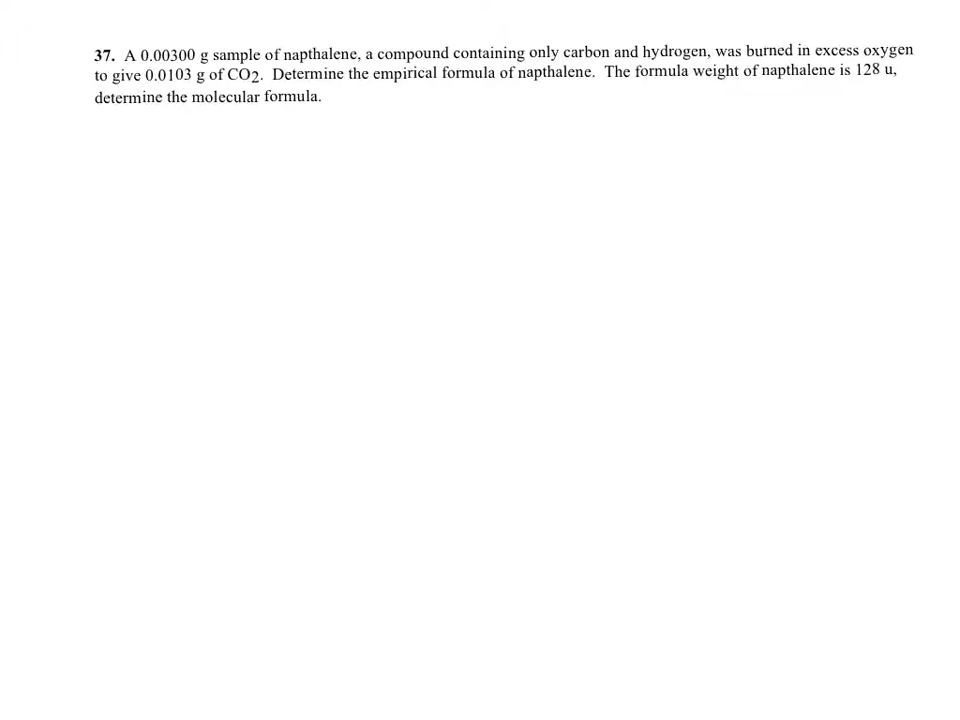 37. A 0.00300 g sample of napthalene, a compound containing only carbon and hydrogen, was burned in excess oxygen
to give 0.0103 g of CO2. Determine the empirical formula of napthalene. The formula weight of napthalene is 128 u,
determine the molecular formula.